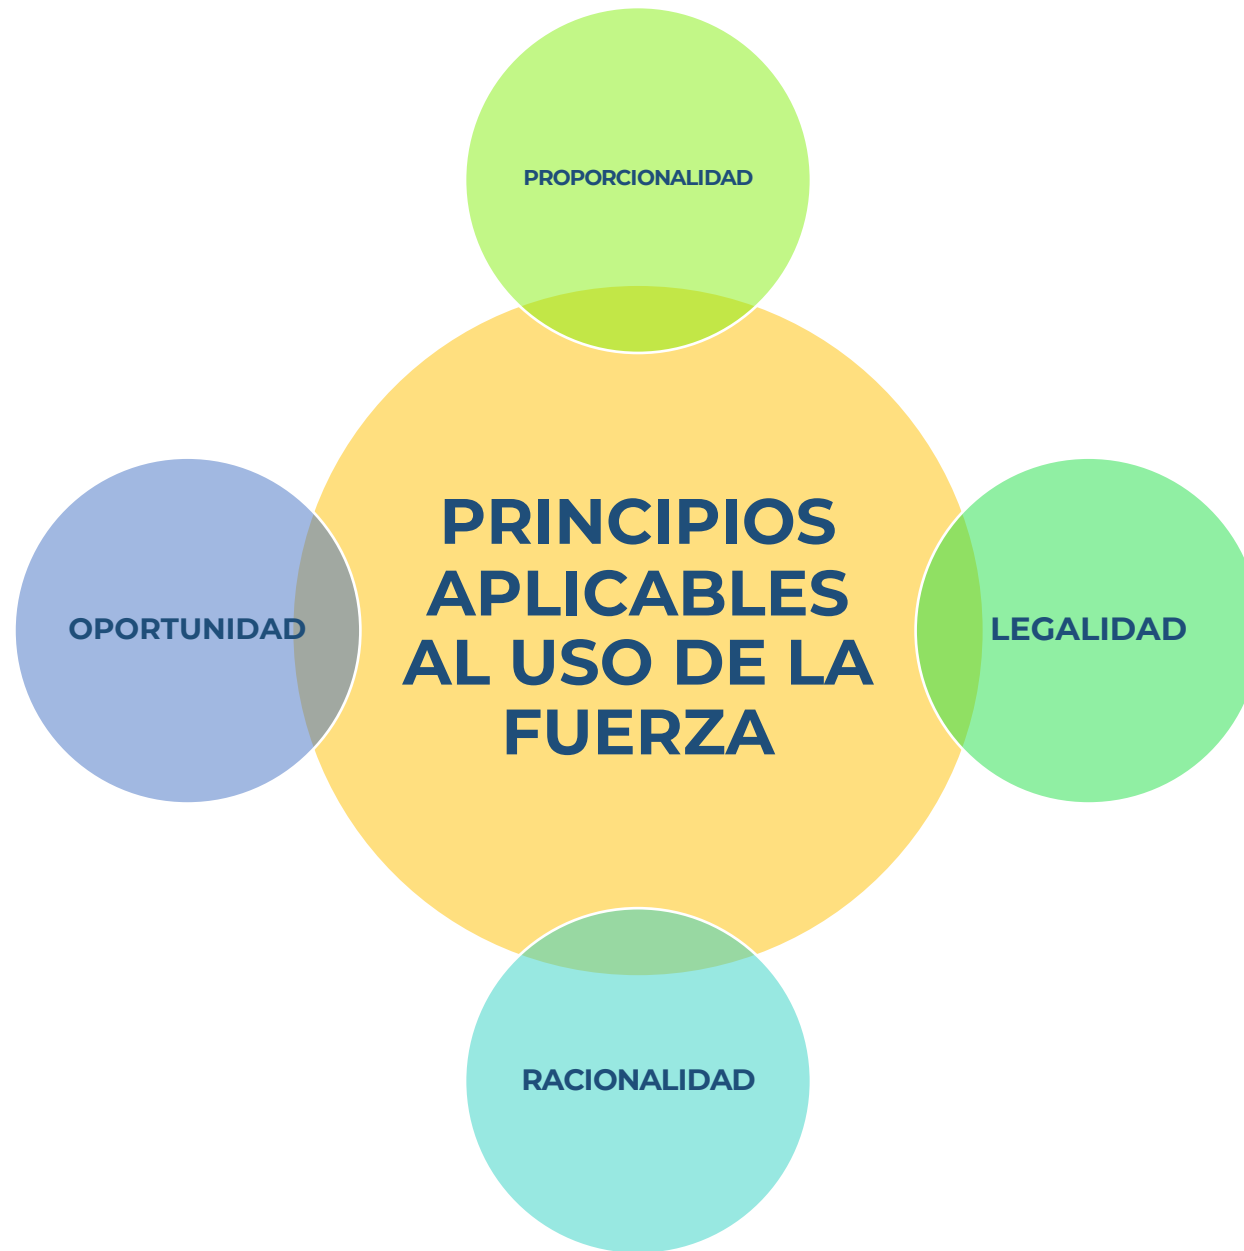 PROPORCIONALIDAD
PRINCIPIOS
APLICABLES
AL USO DE LA
FUERZA
OPORTUNIDAD
LEGALIDAD
RACIONALIDAD